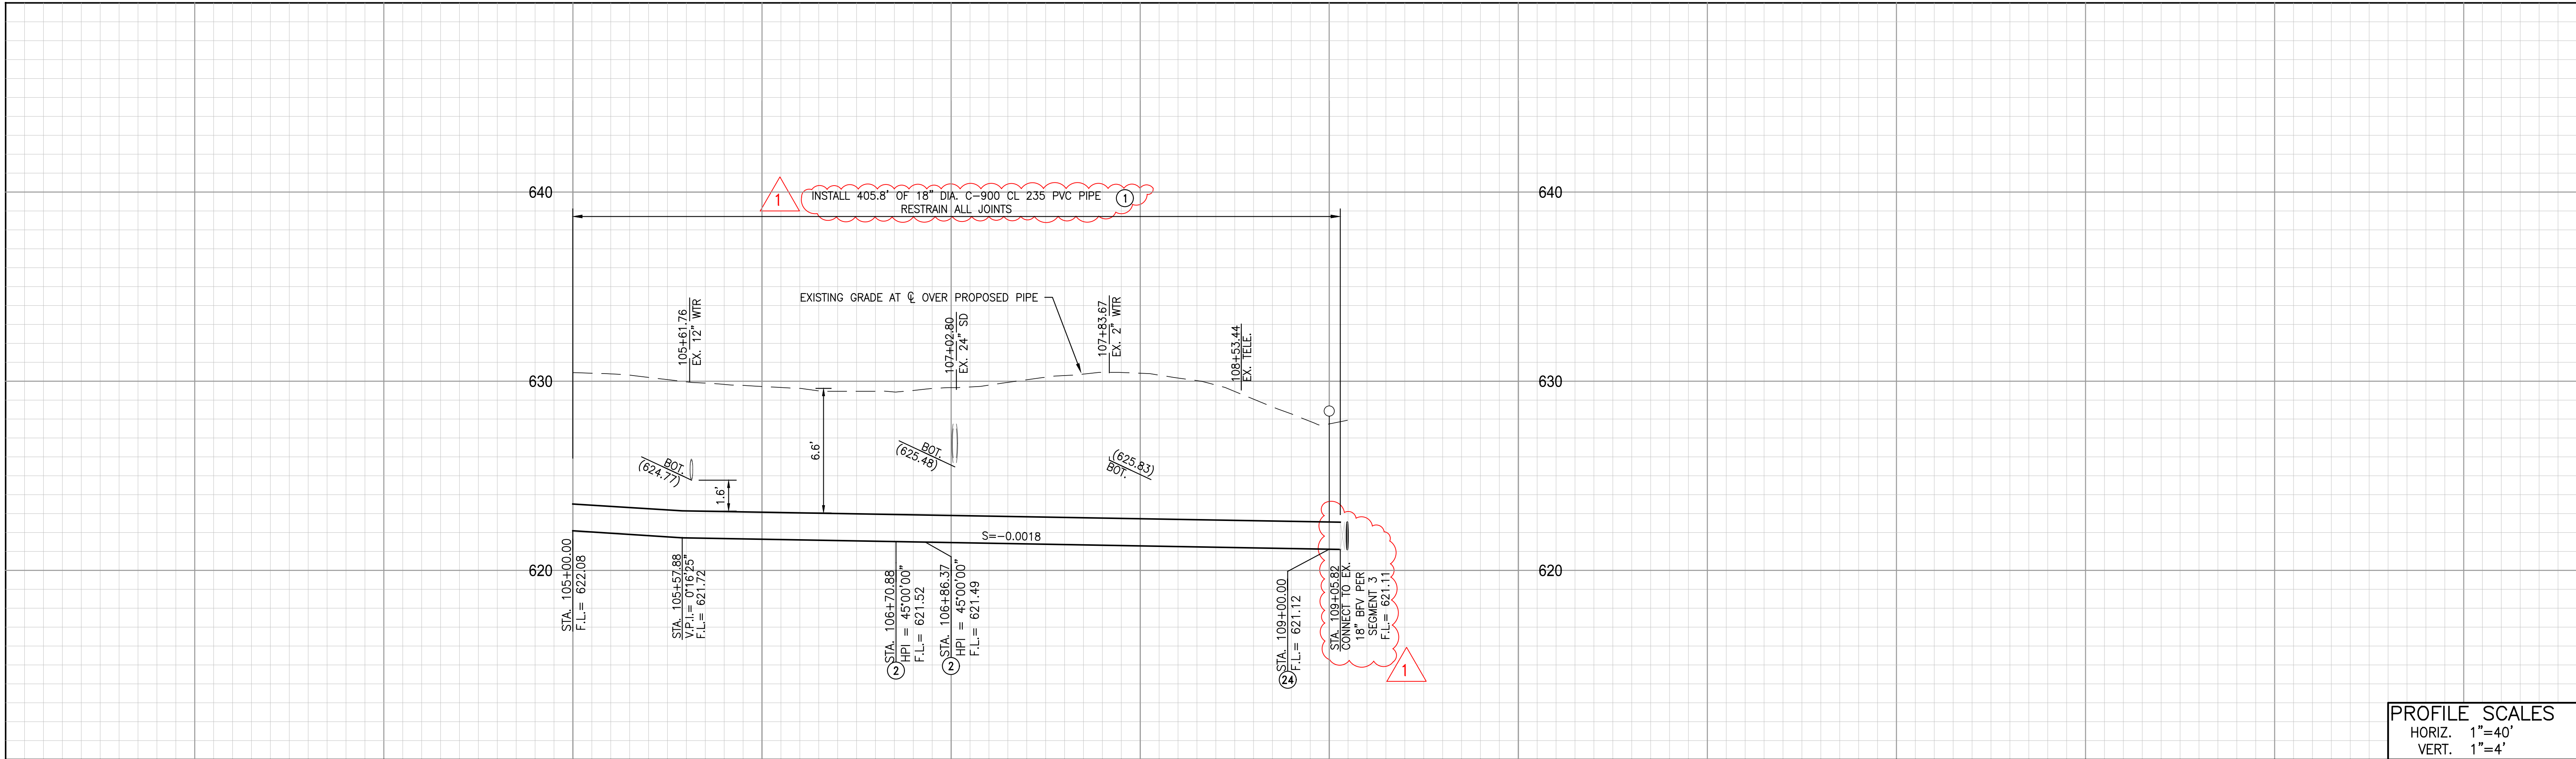 640
1
INSTALL 405.8' OF 18" DIA. C-900 CL 235 PVC PIPE
1
RESTRAIN ALL JOINTS
640
EXISTING GRADE AT ℄ OVER PROPOSED PIPE
105+61.76
EX. 12" WTR
107+02.80
EX. 24" SD
107+83.67
EX. 2" WTR
108+53.44
EX. TELE.
630
630
BOT.
(624.77)
1.6'
6.6'
BOT.
(625.48)
(625.83)
BOT.
S=-0.0018
620
620
STA. 105+00.00
F.L.= 622.08
STA. 105+57.88
V.P.I.= 0°16'25"
F.L.= 621.72
STA. 106+70.88
HPI = 45°00'00"
F.L.= 621.52
2
STA. 106+86.37
HPI = 45°00'00"
F.L.= 621.49
2
STA. 109+00.00
F.L.= 621.12
24
STA. 109+05.82
CONNECT TO EX.
18" BFV PER
SEGMENT 3
F.L.= 621.11
1
PROFILE SCALES
HORIZ. 1"=40'
VERT. 1"=4'